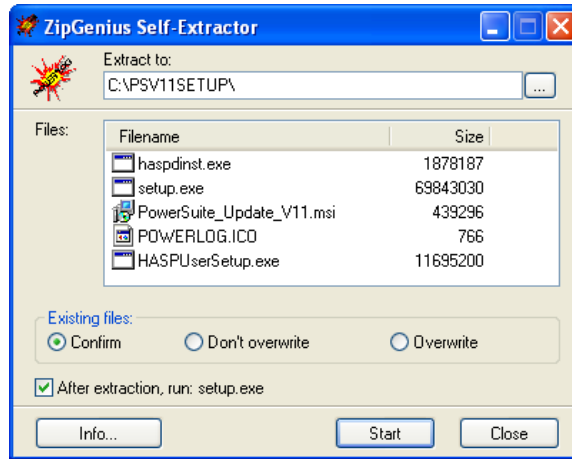 ZipGenius Self-Extractor
Extract to:
C:\PSV11SETUP\
...
Files:
Filename Size
haspdinst.exe 1878187
setup.exe 69843030
PowerSuite_Update_V11.msi 439296
POWERLOG.ICO 766
HASPUserSetup.exe 11695200
Existing files:
Confirm Don't overwrite Overwrite
After extraction, run: setup.exe
Info... Start Close